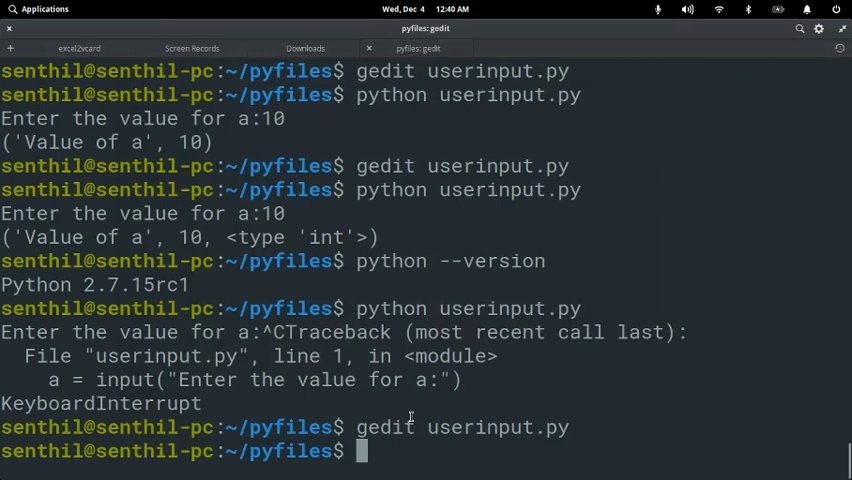 Applications
Wed, Dec 4 12:40 AM
pyfiles: gedit
excel2vcard
Screen Records
Downloads
pyfiles: gedit
senthil@senthil-pc:~/pyfiles$ gedit userinput.py
senthil@senthil-pc:~/pyfiles$ python userinput.py
Enter the value for a:10
('Value of a', 10)
senthil@senthil-pc:~/pyfiles$ gedit userinput.py
senthil@senthil-pc:~/pyfiles$ python userinput.py
Enter the value for a:10
('Value of a', 10, <type 'int'>)
senthil@senthil-pc:~/pyfiles$ python --version
Python 2.7.15rc1
senthil@senthil-pc:~/pyfiles$ python userinput.py
Enter the value for a:^CTraceback (most recent call last):
  File "userinput.py", line 1, in <module>
    a = input("Enter the value for a:")
KeyboardInterrupt
senthil@senthil-pc:~/pyfiles$ gedit userinput.py
senthil@senthil-pc:~/pyfiles$